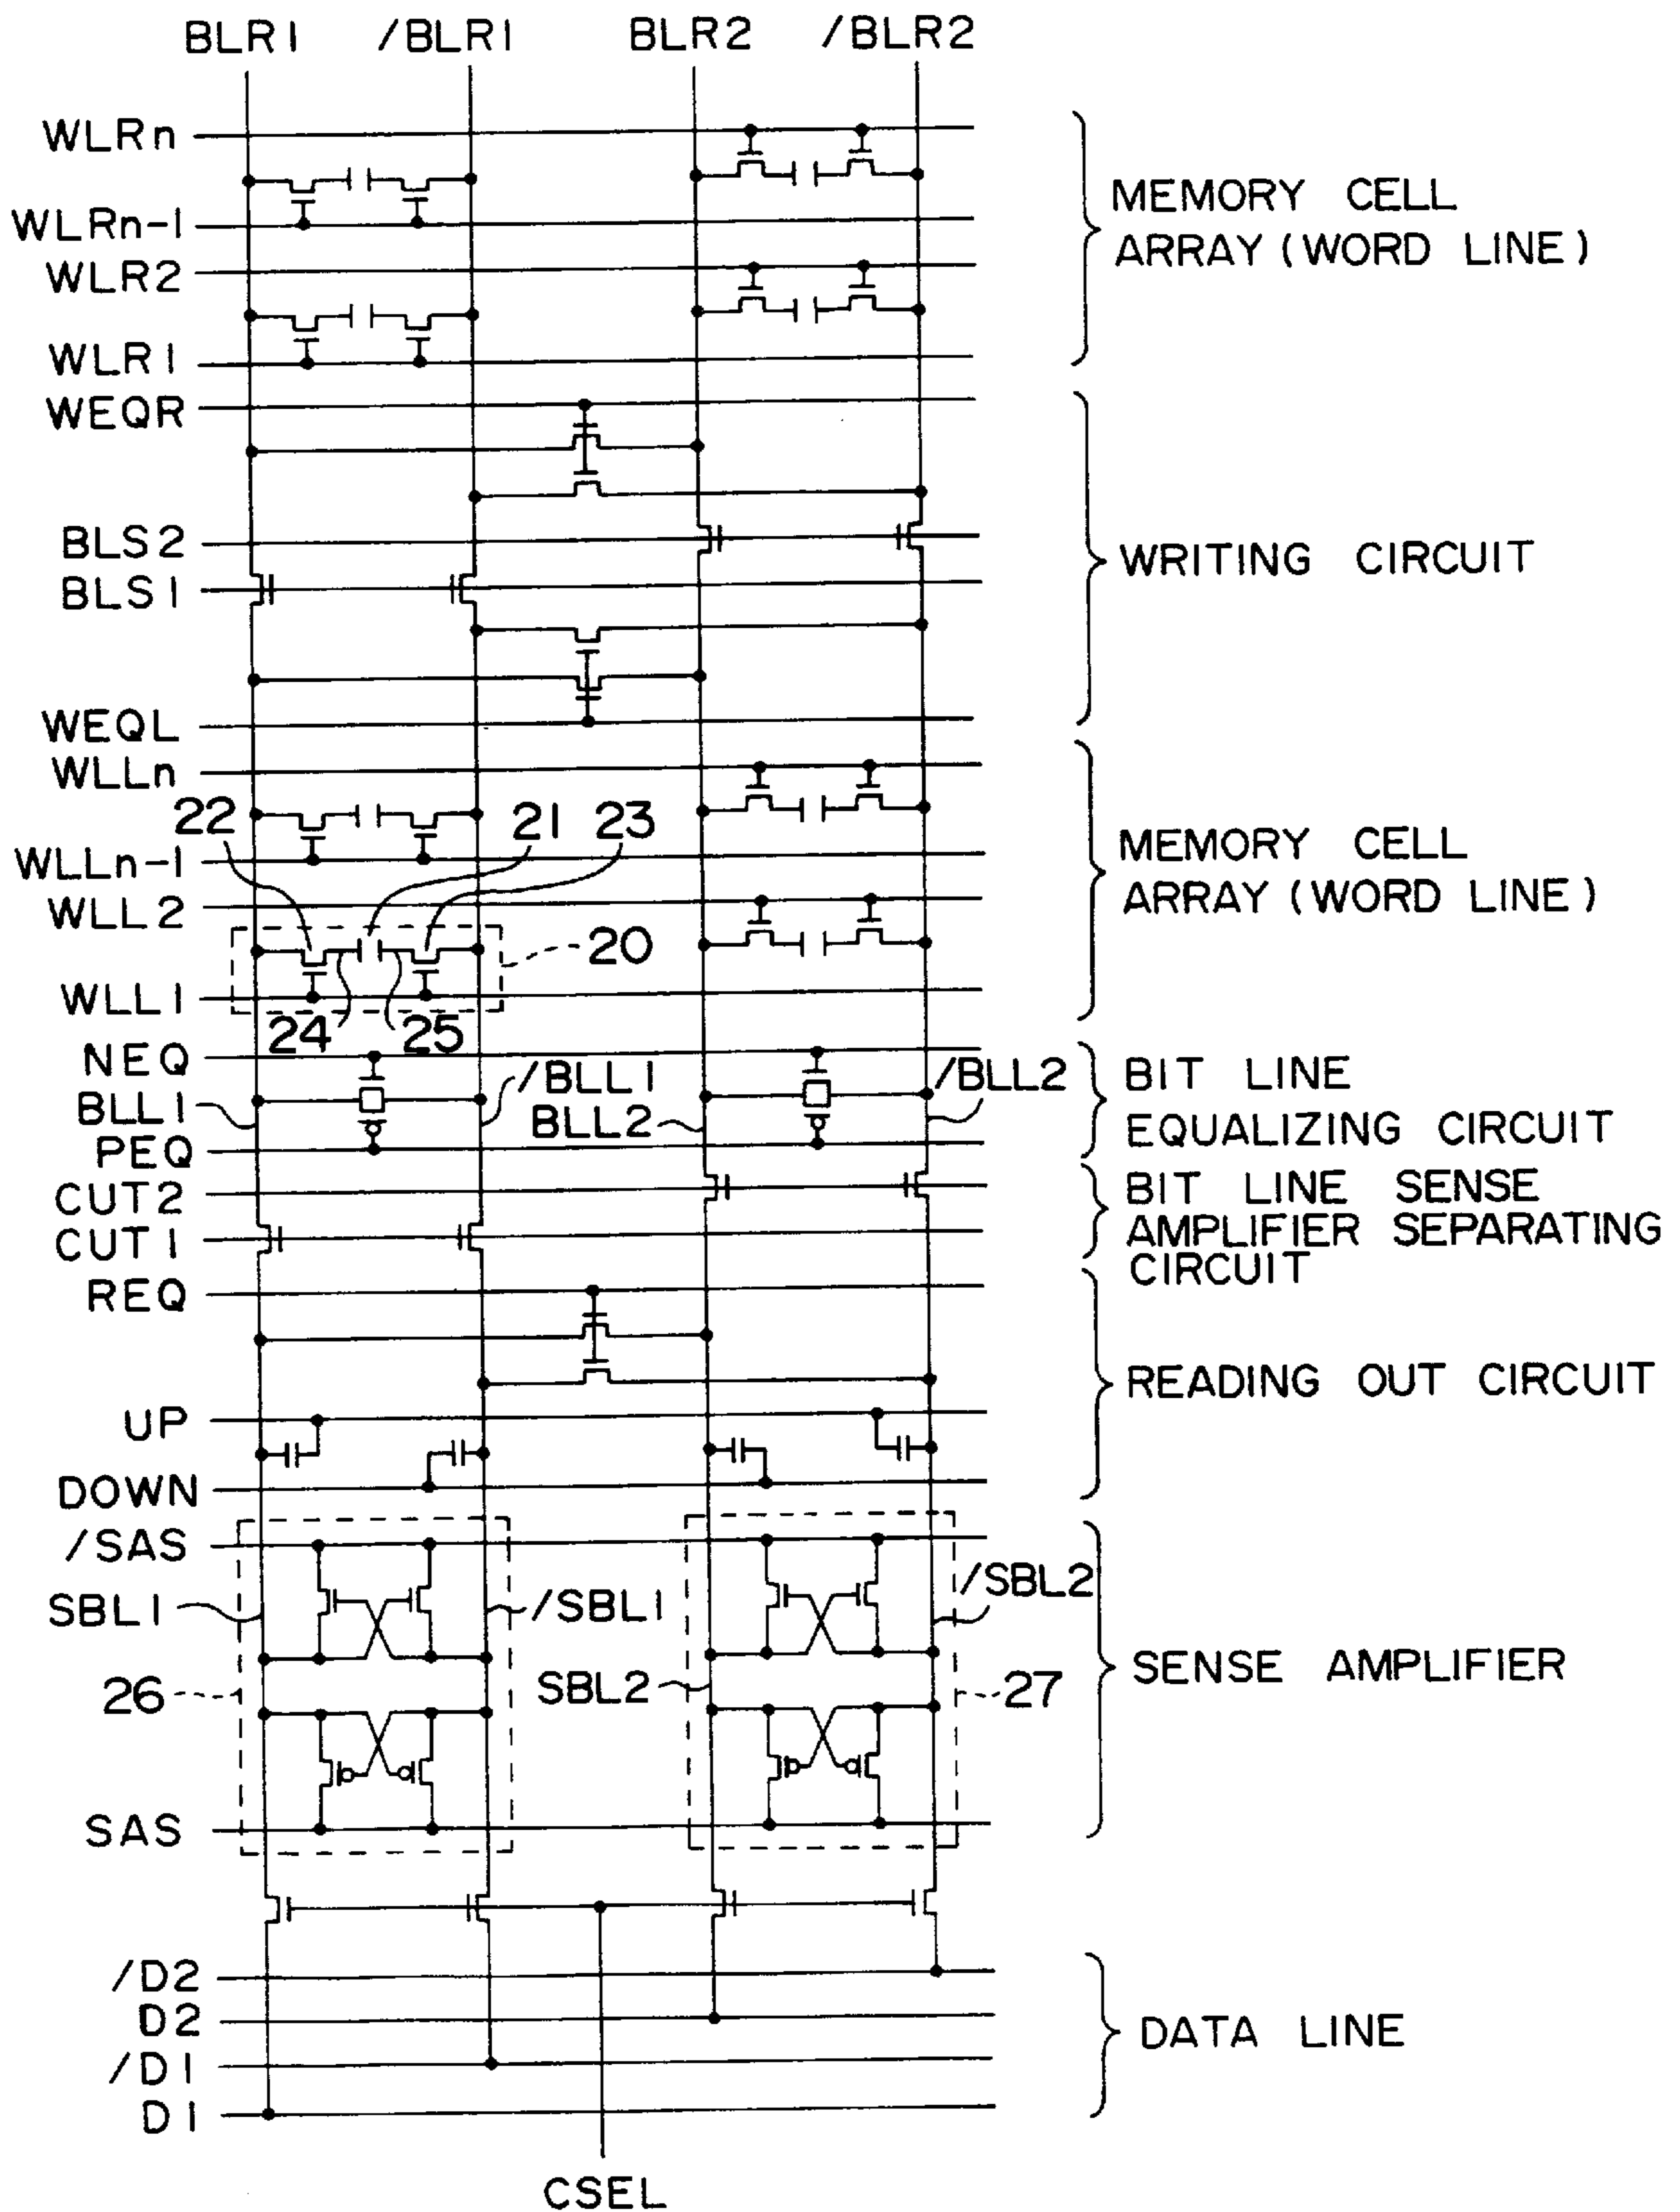 BLR1 /BLR1 BLR2 /BLR2
WLRn
WLRn-1
MEMORY CELL
ARRAY (WORD LINE)
WLR2
WLR1
WEQR
BLS2
BLS1
WRITING CIRCUIT
WEQL
WLLn
22 21 23
WLLn-1
MEMORY CELL
ARRAY (WORD LINE)
WLL2
20
WLL1
24 25
NEQ
BLL1 /BLL1 BLL2 /BLL2
BIT LINE
EQUALIZING CIRCUIT
PEQ
CUT2
CUT1
BIT LINE SENSE
AMPLIFIER SEPARATING
CIRCUIT
REQ
READING OUT CIRCUIT
UP
DOWN
/SAS
SBL1 /SBL1 /SBL2
SENSE AMPLIFIER
26 SBL2 27
SAS
/D2
D2
DATA LINE
/D1
D1
CSEL